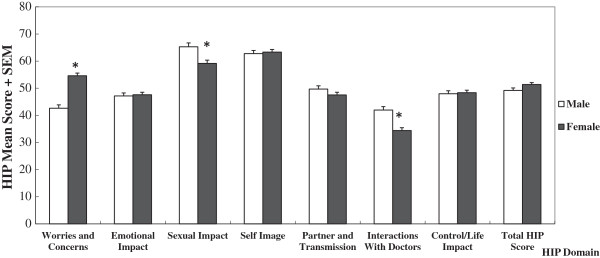 HIP Mean Score + SEM
80
70
60
50
40
30
20
10
0
*
*
*
Male
Female
Worries and
Concerns
Emotional
Impact
Sexual Impact
Self Image
Partner and
Transmission
Interactions
With Doctors
Control/Life
Impact
Total HIP
Score
HIP Domain